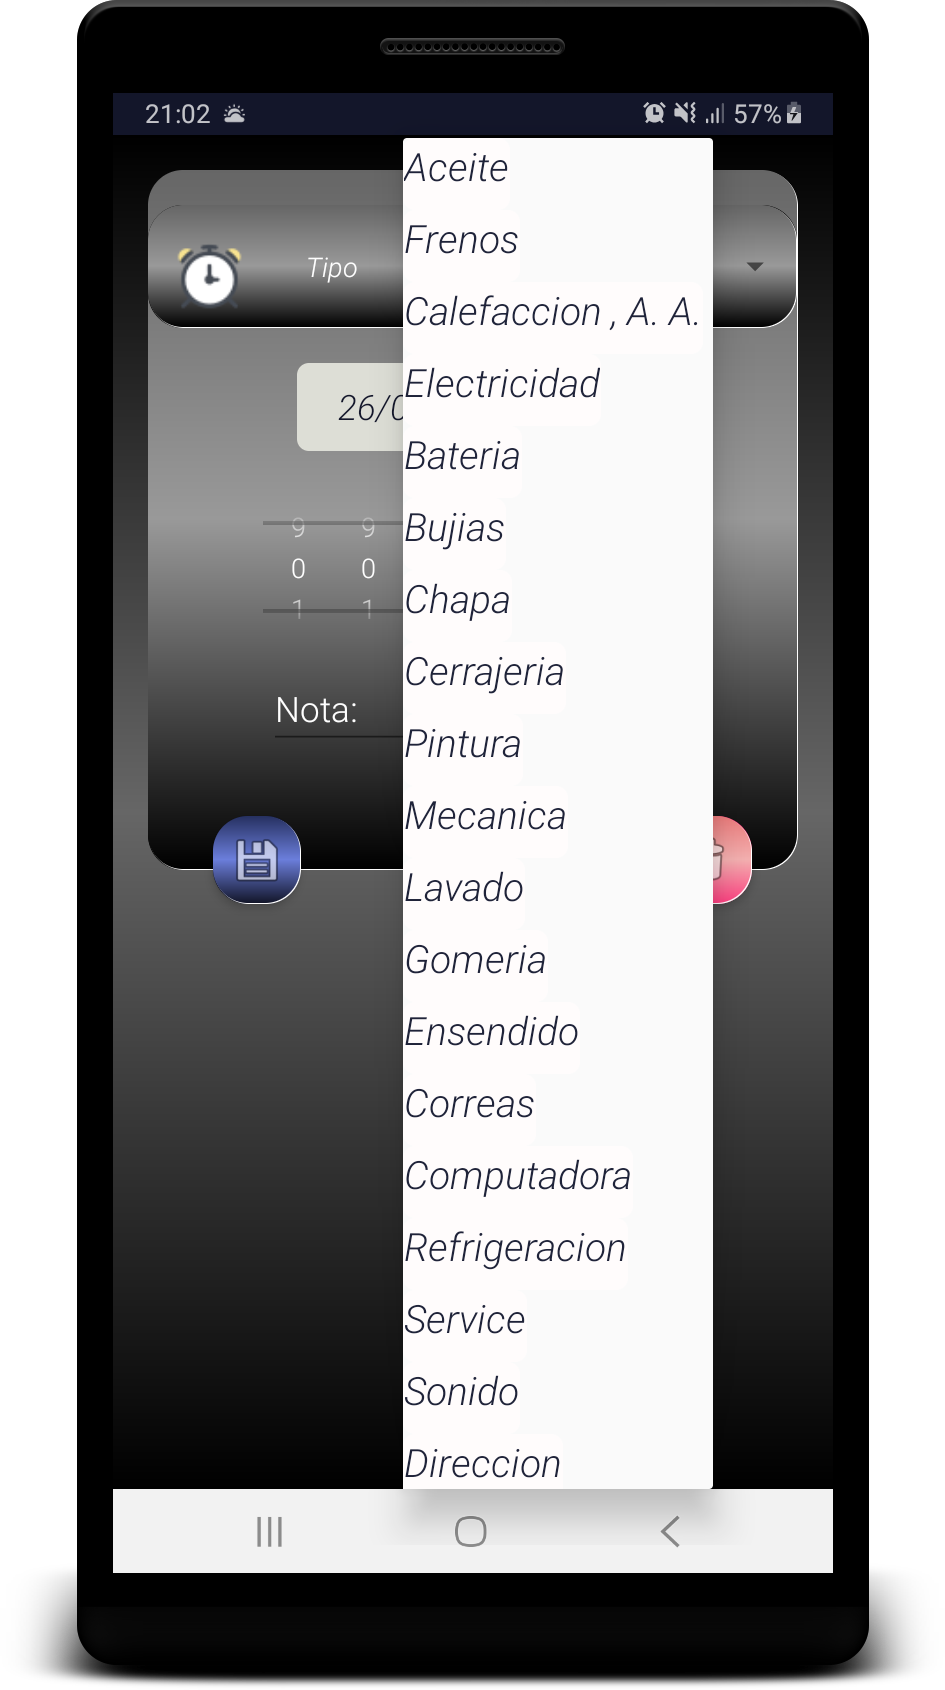 21:02
57%
Tipo
26/0
9 9
0 0
1 1
Nota:
Aceite
Frenos
Calefaccion , A. A.
Electricidad
Bateria
Bujias
Chapa
Cerrajeria
Pintura
Mecanica
Lavado
Gomeria
Ensendido
Correas
Computadora
Refrigeracion
Service
Sonido
Direccion